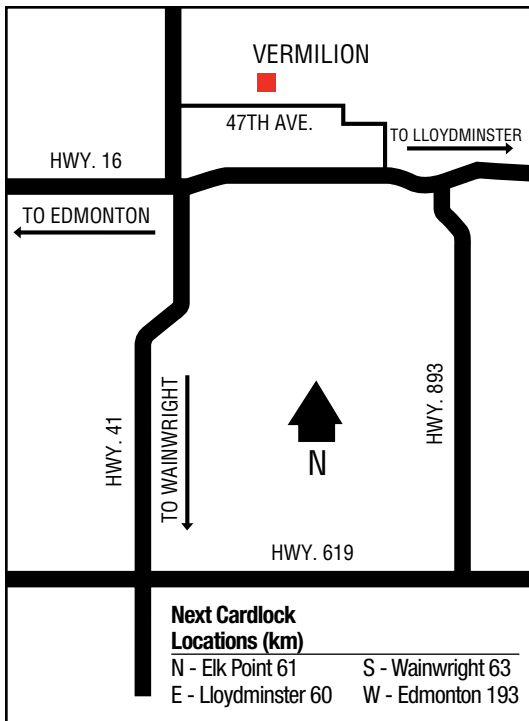 VERMILION
47TH AVE.
TO LLOYDMINSTER
HWY. 16
TO EDMONTON
HWY. 41
TO WAINWRIGHT
HWY. 893
N
HWY. 619
Next Cardlock
Locations (km)
N - Elk Point 61 S - Wainwright 63
E - Lloydminster 60 W - Edmonton 193